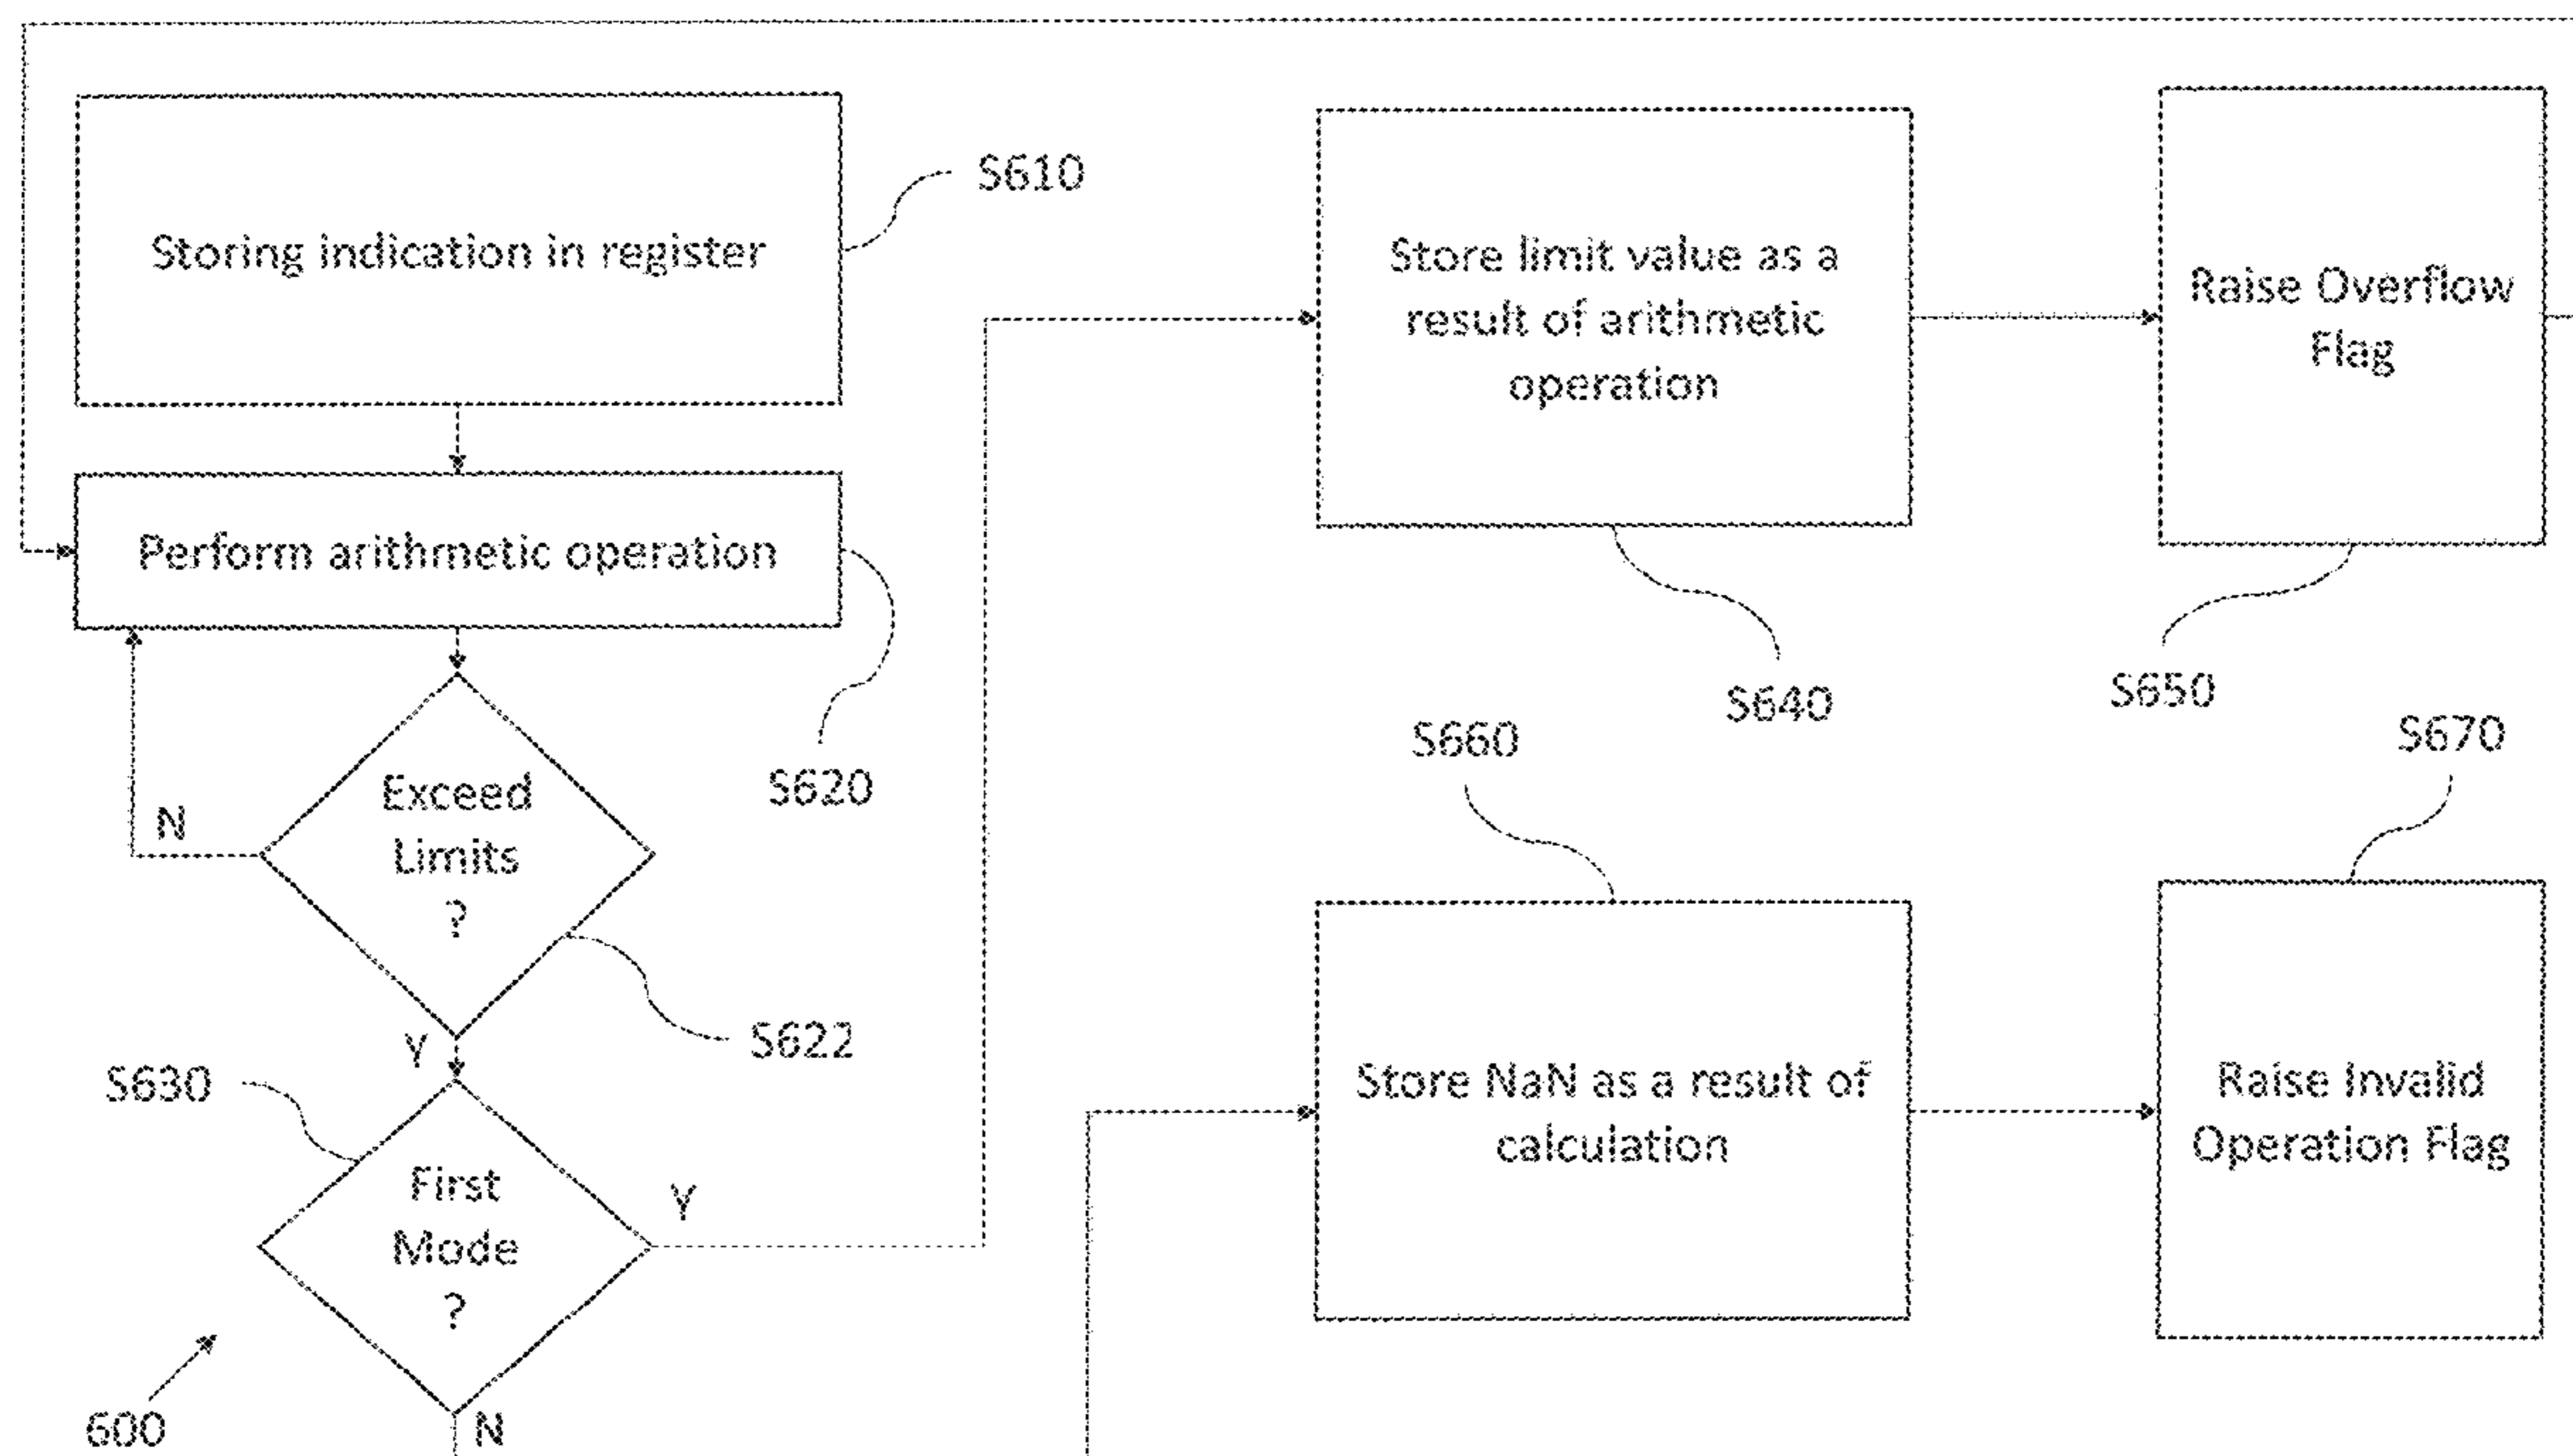 Storing indication in register
S610
Perform arithmetic operation
S620
Exceed
Limits
?
N
Y
S622
S630
First
Mode
?
Y
N
600
Store limit value as a
result of arithmetic
operation
S640
Raise Overflow
Flag
S650
S660
Store NaN as a result of
calculation
S670
Raise Invalid
Operation Flag